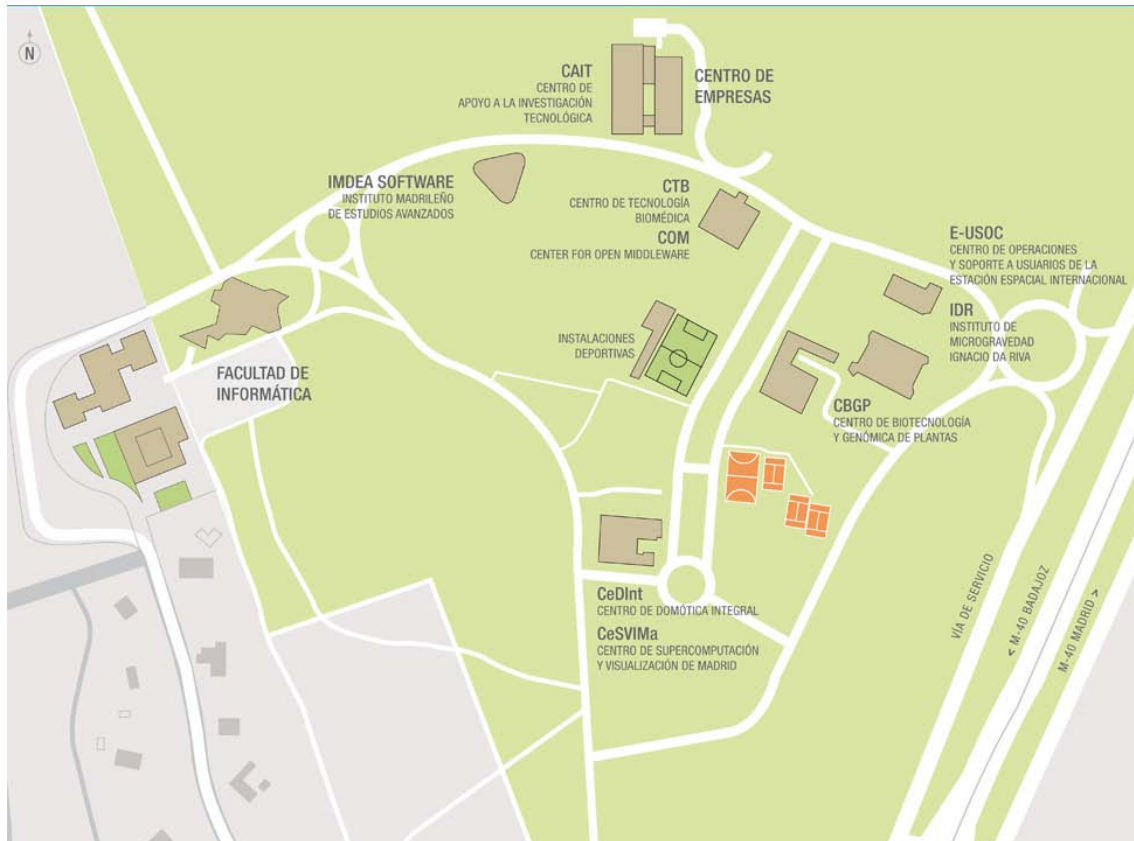 N
CAIT
CENTRO DE
APOYO A LA INVESTIGACIÓN
TECNOLÓGICA
CENTRO DE
EMPRESAS
IMDEA SOFTWARE
INSTITUTO MADRILEÑO
DE ESTUDIOS AVANZADOS
CTB
CENTRO DE TECNOLOGÍA
BIOMÉDICA
COM
CENTER FOR OPEN MIDDLEWARE
E-USOC
CENTRO DE OPERACIONES
Y SOPORTE A USUARIOS DE LA
ESTACIÓN ESPACIAL INTERNACIONAL
IDR
INSTITUTO DE
MICROGRAVEDAD
IGNACIO DA RIVA
INSTALACIONES
DEPORTIVAS
FACULTAD DE
INFORMÁTICA
CBGP
CENTRO DE BIOTECNOLOGÍA
Y GENÓMICA DE PLANTAS
CeDInt
CENTRO DE DOMÓTICA INTEGRAL
CeSVIMa
CENTRO DE SUPERCOMPUTACIÓN
Y VISUALIZACIÓN DE MADRID
VÍA DE SERVICIO
< M-40 BADAJOZ
M-40 MADRID >